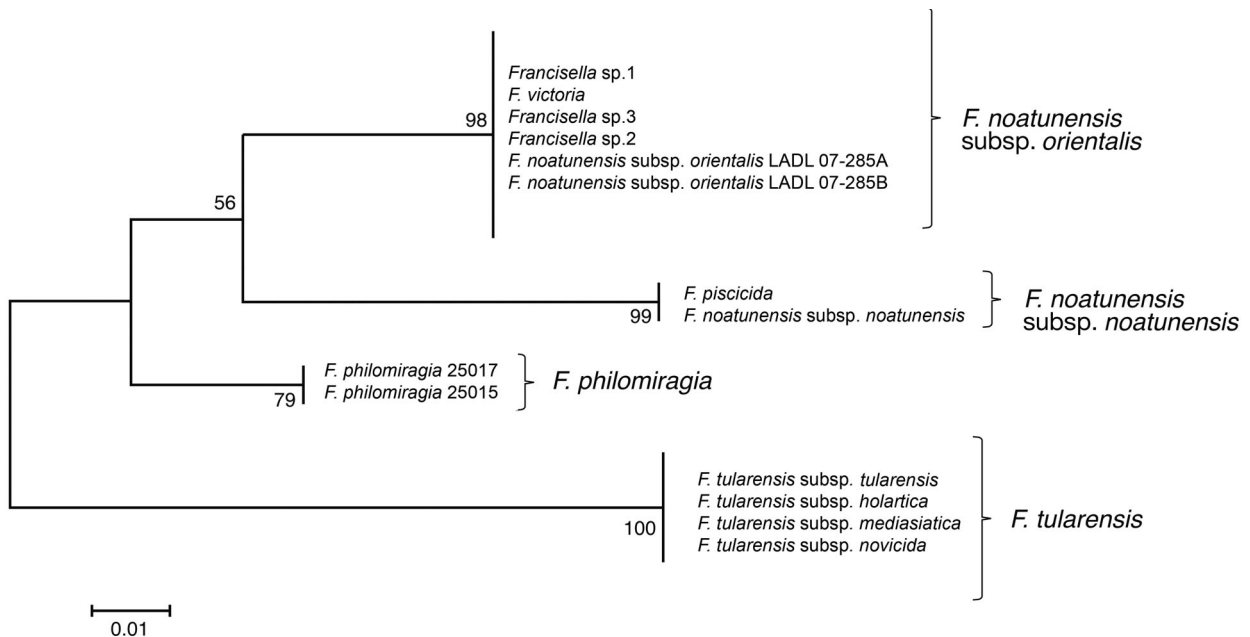 98
Francisella sp.1
F. victoria
Francisella sp.3
Francisella sp.2
F. noatunensis subsp. orientalis LADL 07-285A
F. noatunensis subsp. orientalis LADL 07-285B
F. noatunensis
subsp. orientalis
56
F. piscicida
F. noatunensis subsp. noatunensis
99
F. noatunensis
subsp. noatunensis
F. philomiragia 25017
F. philomiragia 25015
79
F. philomiragia
F. tularensis subsp. tularensis
F. tularensis subsp. holartica
F. tularensis subsp. mediasiatica
F. tularensis subsp. novicida
100
F. tularensis
0.01